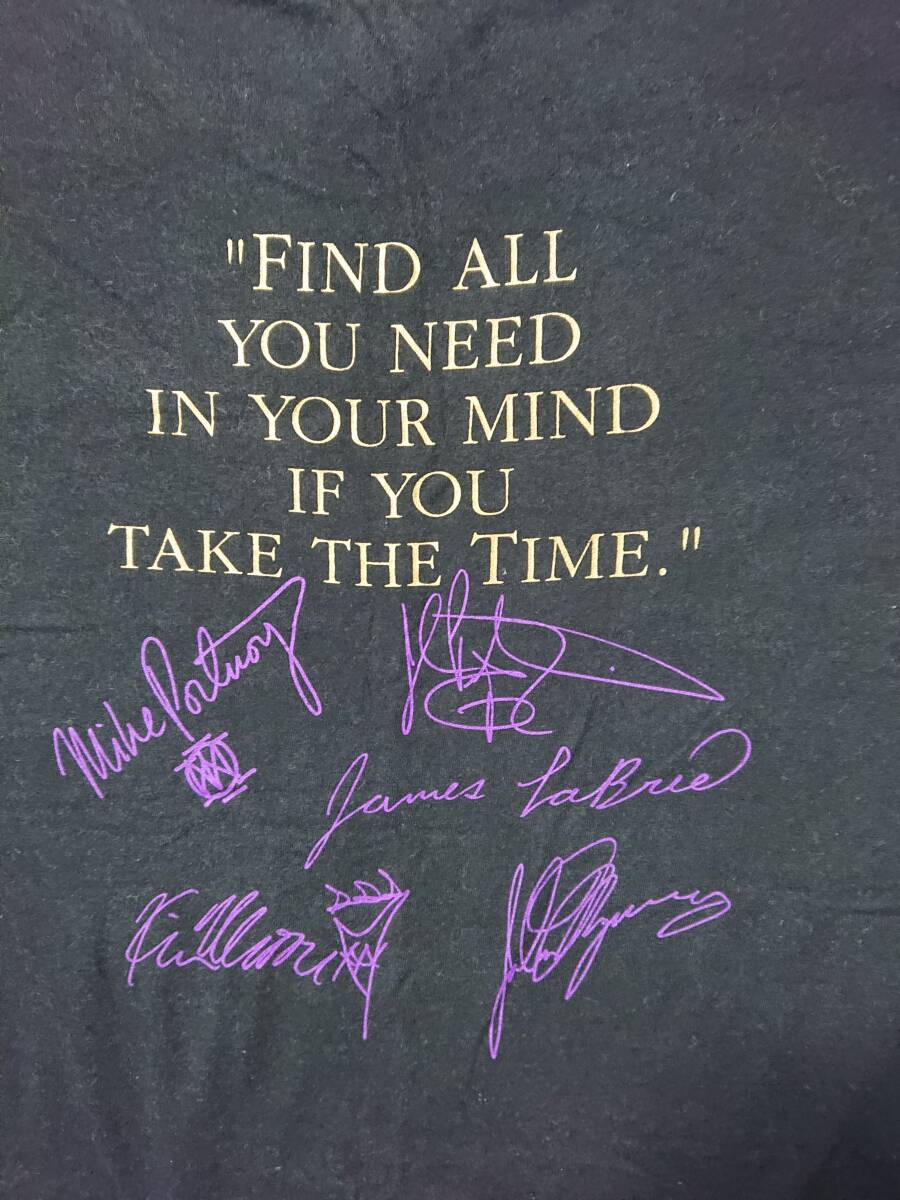 "FIND ALL
YOU NEED
IN YOUR MIND
IF YOU
TAKE THE TIME."
Mike Portnoy
James LaBrie